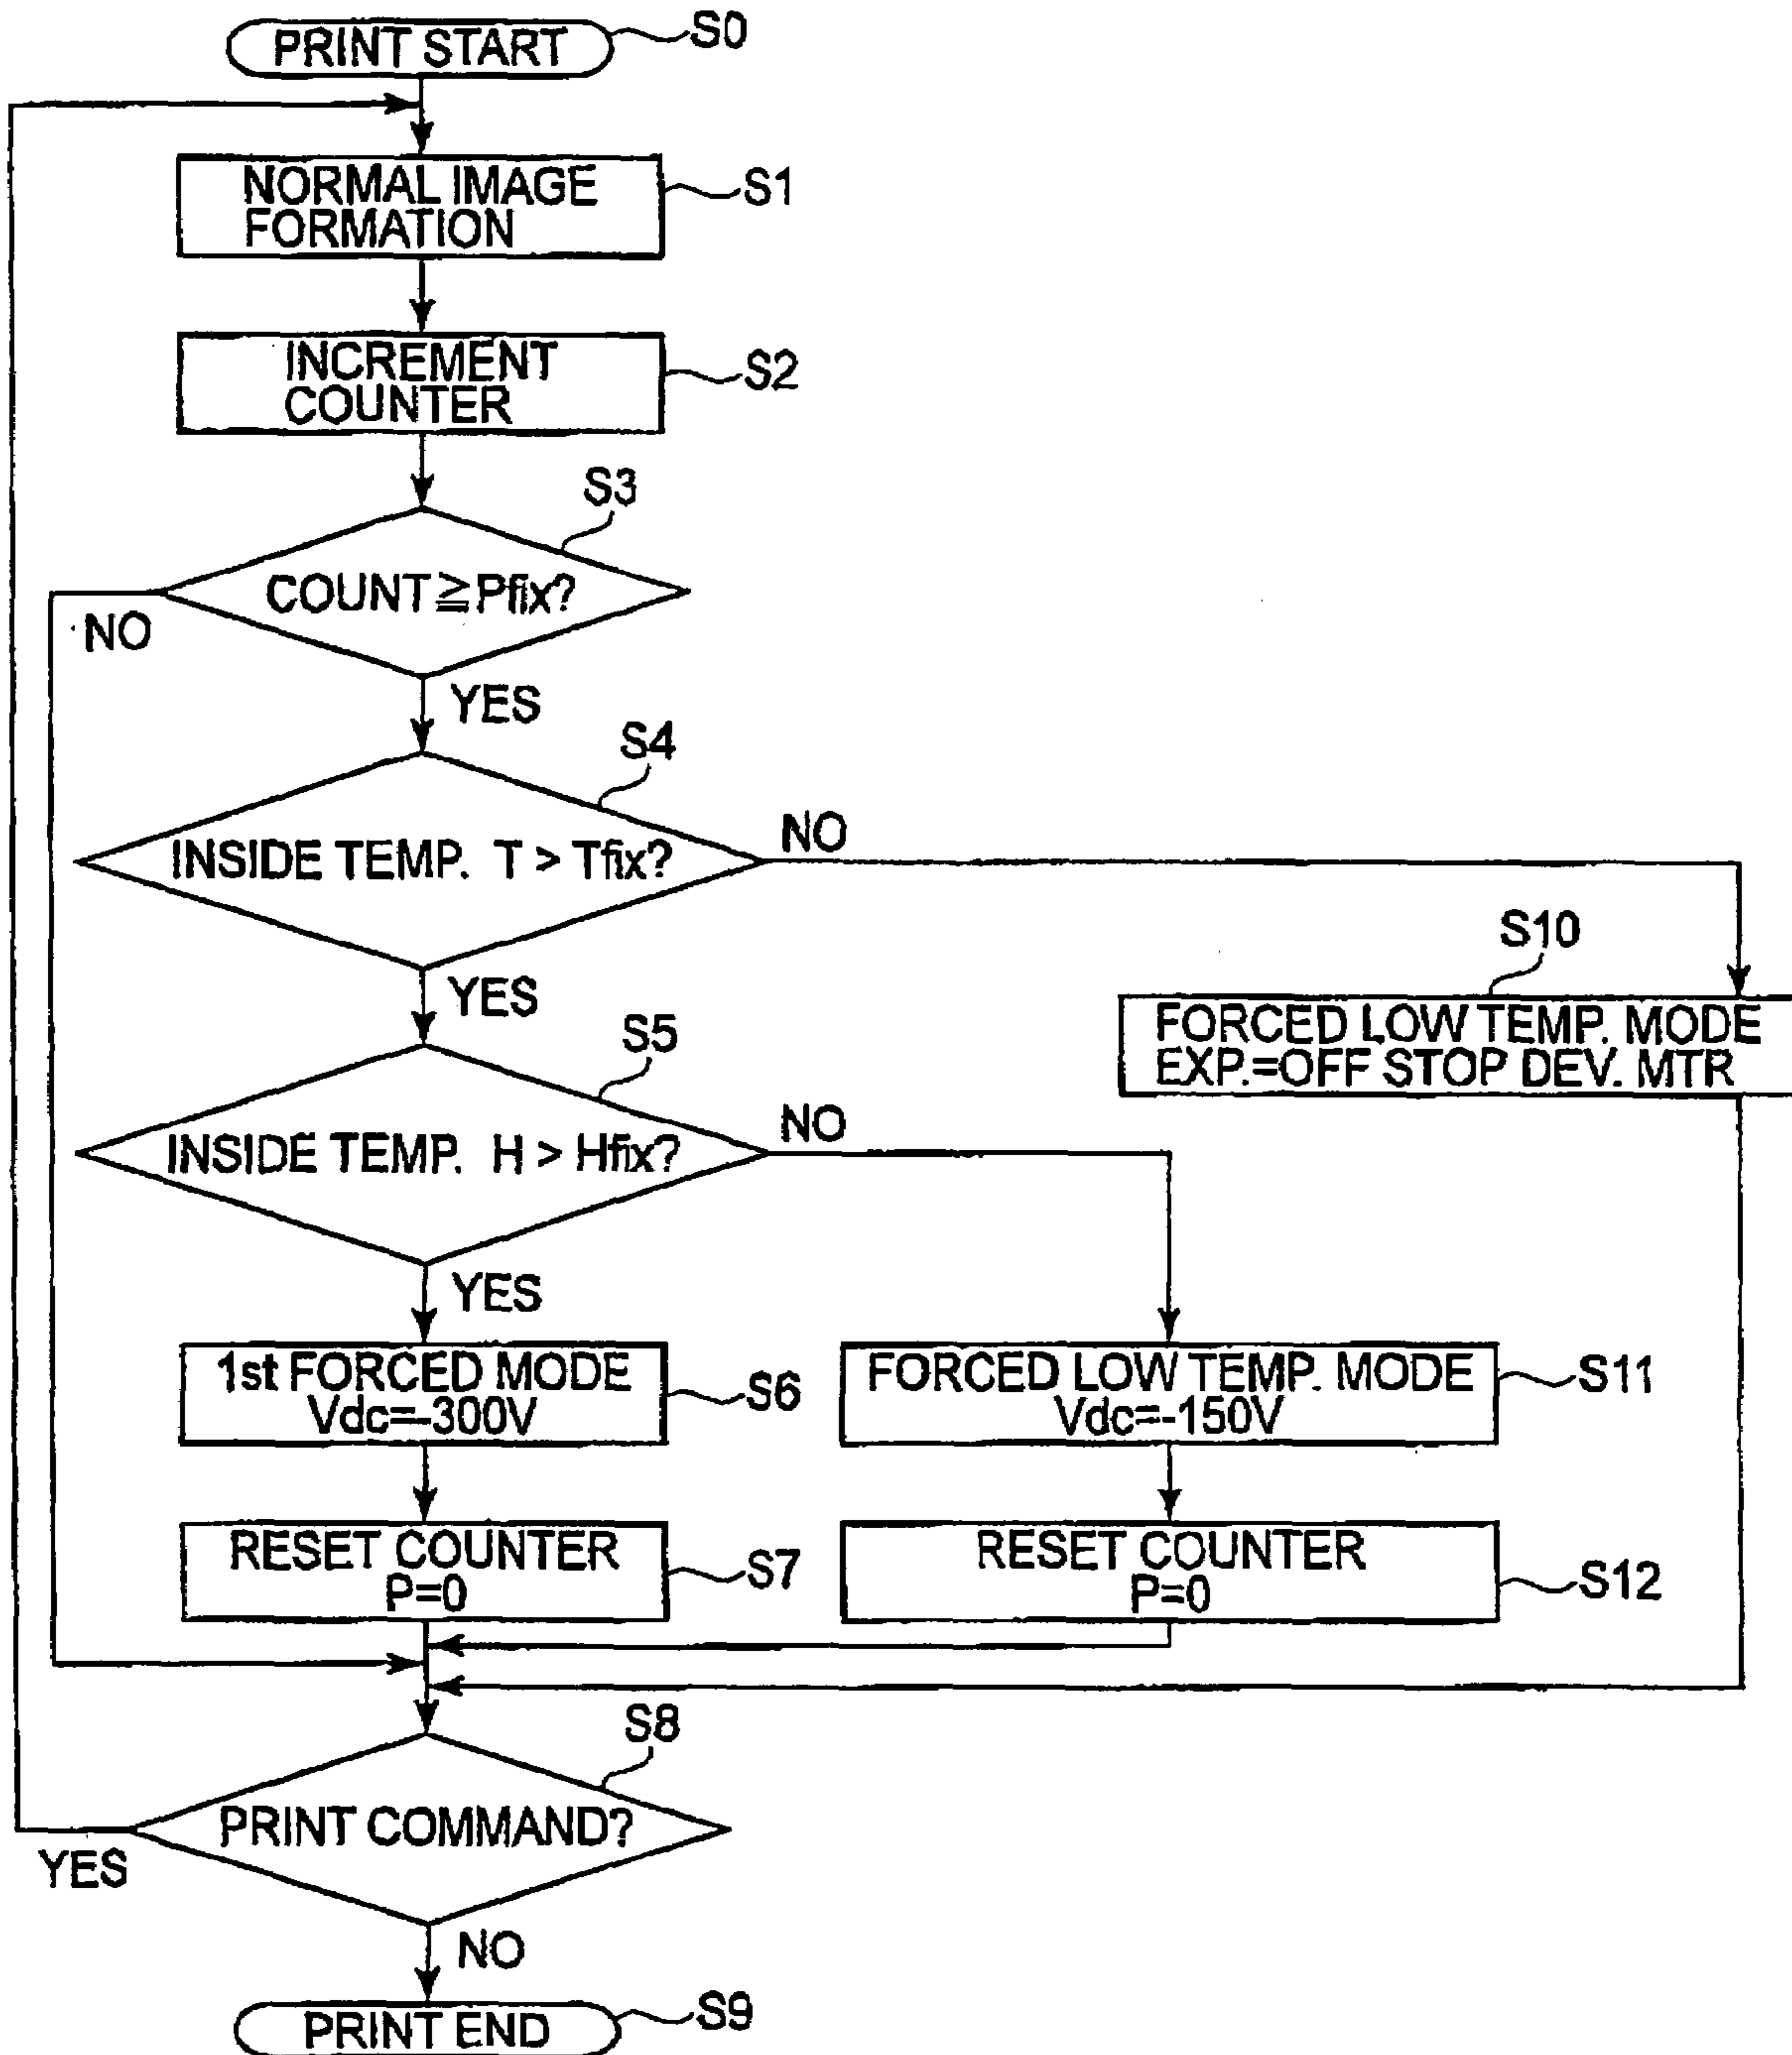 PRINT START
S0
NORMAL IMAGE
FORMATION
S1
INCREMENT
COUNTER
S2
S3
COUNT≧Pfix?
NO
YES
S4
INSIDE TEMP. T > Tfix?
NO
YES
S10
FORCED LOW TEMP. MODE
EXP.=OFF STOP DEV. MTR
S5
INSIDE TEMP. H > Hfix?
NO
YES
1st FORCED MODE
Vdc=-300V
S6
FORCED LOW TEMP. MODE
Vdc=-150V
S11
RESET COUNTER
P=0
S7
RESET COUNTER
P=0
S12
S8
PRINT COMMAND?
YES
NO
PRINT END
S9